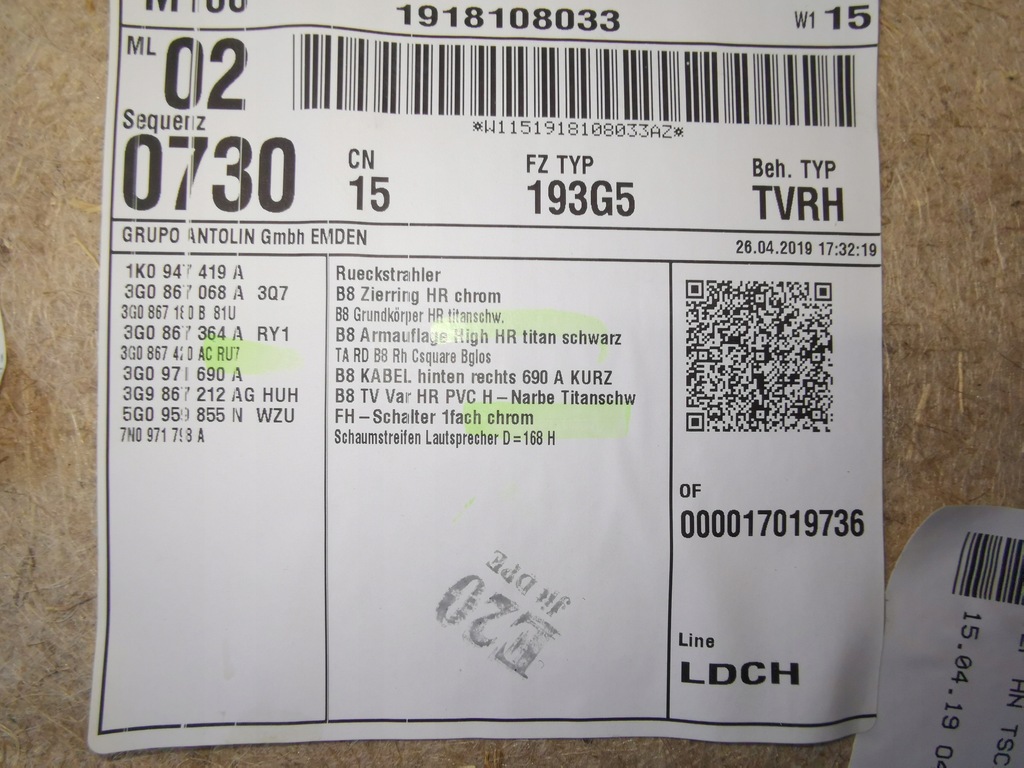 1918108033
W1 15
ML 02
*W1151918108033AZ*
Sequenz
0730
CN
15
FZ TYP
193G5
Beh. TYP
TVRH
GRUPO ANTOLIN Gmbh EMDEN
26.04.2019 17:32:19
1K0 947 419 A Rueckstrahler
3G0 867 068 A 3Q7 B8 Zierring HR chrom
3G0 867 180 B 81U B8 Grundkörper HR titanschw.
3G0 867 364 A RY1 B8 Armauflage High HR titan schwarz
3G0 867 420 AC RU7 TA RD B8 Rh Csquare Bglos
3G0 971 690 A B8 KABEL hinten rechts 690 A KURZ
3G9 867 212 AG HUH B8 TV Var HR PVC H-Narbe Titanschw
5G0 959 855 N WZU FH-Schalter 1fach chrom
7N0 971 798 A Schaumstreifen Lautsprecher D=168 H
OF
000017019736
E20
JR DPE
Line
LDCH
15.04.19
HN TSC